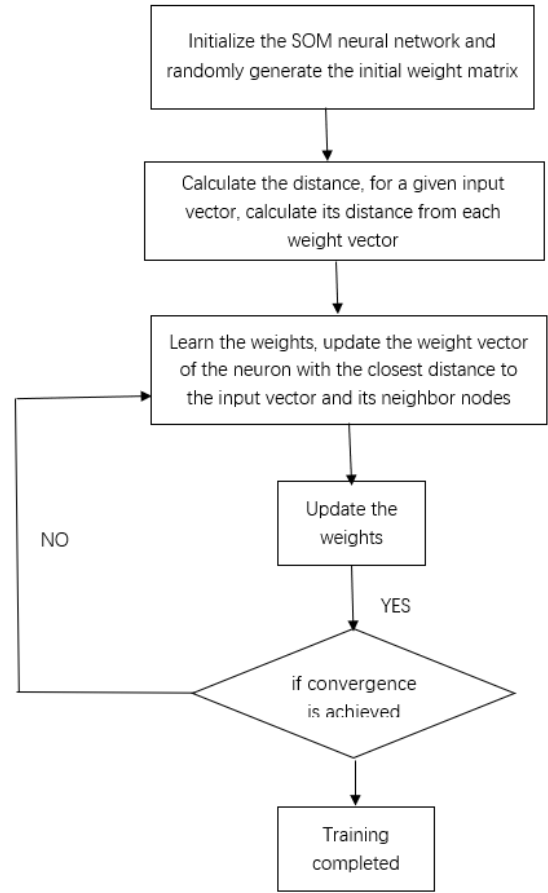 Initialize the SOM neural network and
randomly generate the initial weight matrix
Calculate the distance, for a given input
vector, calculate its distance from each
weight vector
Learn the weights, update the weight vector
of the neuron with the closest distance to
the input vector and its neighbor nodes
Update the
weights
NO
YES
if convergence
is achieved
Training
completed